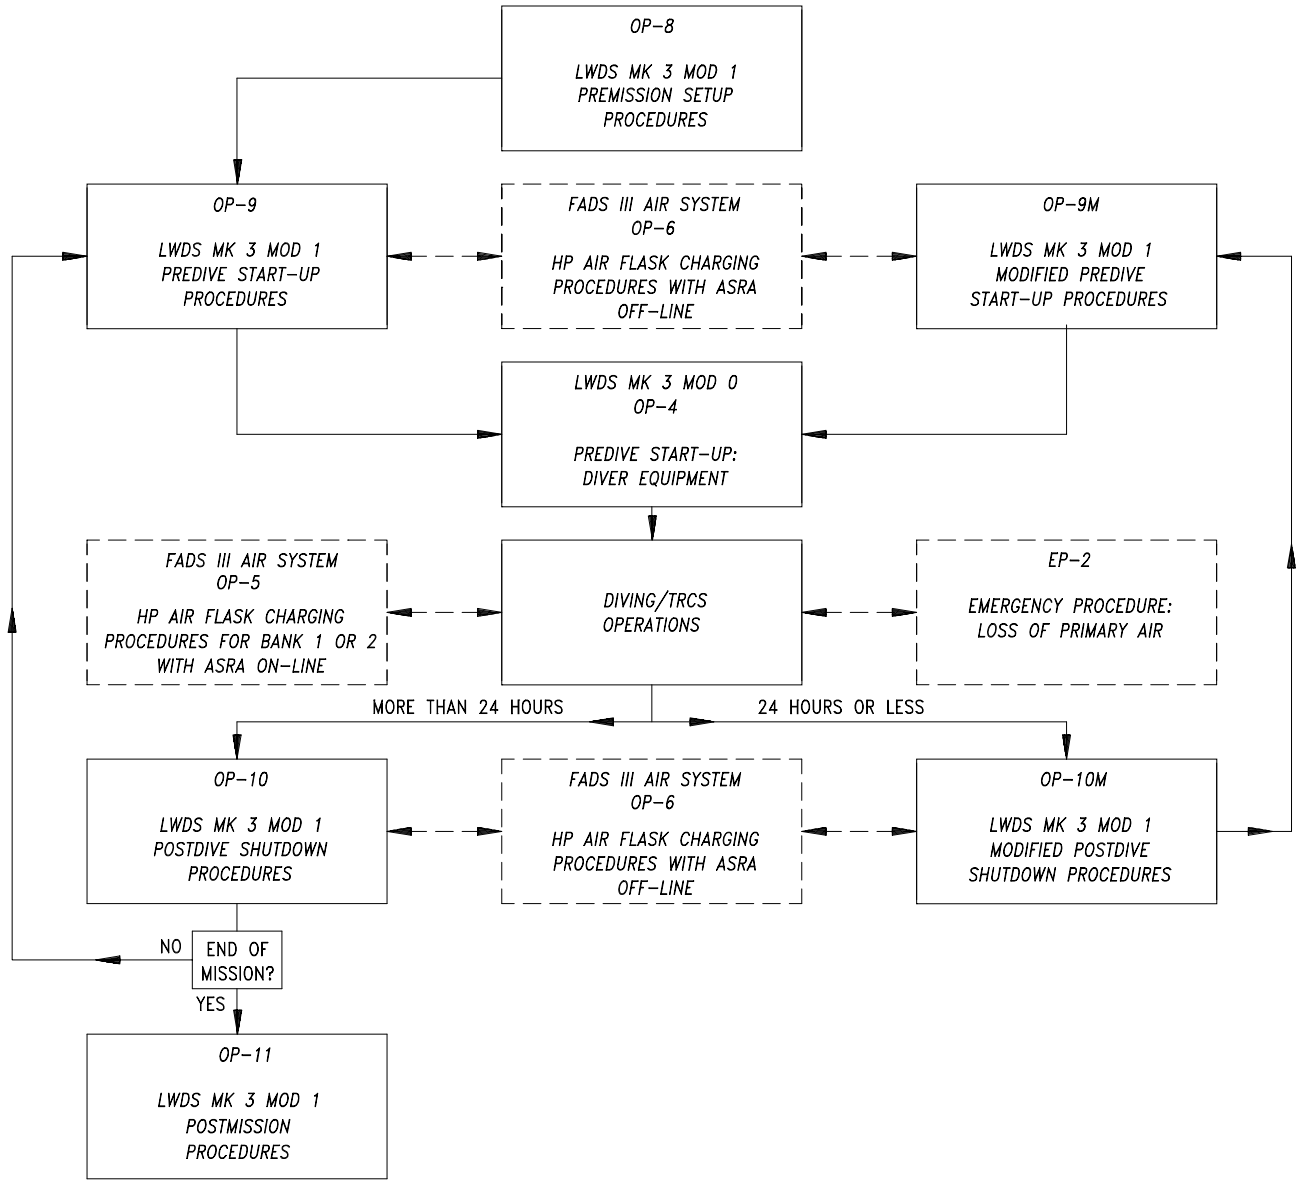 OP-8
LWDS MK 3 MOD 1
PREMISSION SETUP
PROCEDURES
OP-9
LWDS MK 3 MOD 1
PREDIVE START-UP
PROCEDURES
FADS III AIR SYSTEM
OP-6
HP AIR FLASK CHARGING
PROCEDURES WITH ASRA
OFF-LINE
OP-9M
LWDS MK 3 MOD 1
MODIFIED PREDIVE
START-UP PROCEDURES
LWDS MK 3 MOD 0
OP-4
PREDIVE START-UP:
DIVER EQUIPMENT
FADS III AIR SYSTEM
OP-5
HP AIR FLASK CHARGING
PROCEDURES FOR BANK 1 OR 2
WITH ASRA ON-LINE
DIVING/TRCS
OPERATIONS
EP-2
EMERGENCY PROCEDURE:
LOSS OF PRIMARY AIR
MORE THAN 24 HOURS
24 HOURS OR LESS
OP-10
LWDS MK 3 MOD 1
POSTDIVE SHUTDOWN
PROCEDURES
FADS III AIR SYSTEM
OP-6
HP AIR FLASK CHARGING
PROCEDURES WITH ASRA
OFF-LINE
OP-10M
LWDS MK 3 MOD 1
MODIFIED POSTDIVE
SHUTDOWN PROCEDURES
NO
END OF
MISSION?
YES
OP-11
LWDS MK 3 MOD 1
POSTMISSION
PROCEDURES